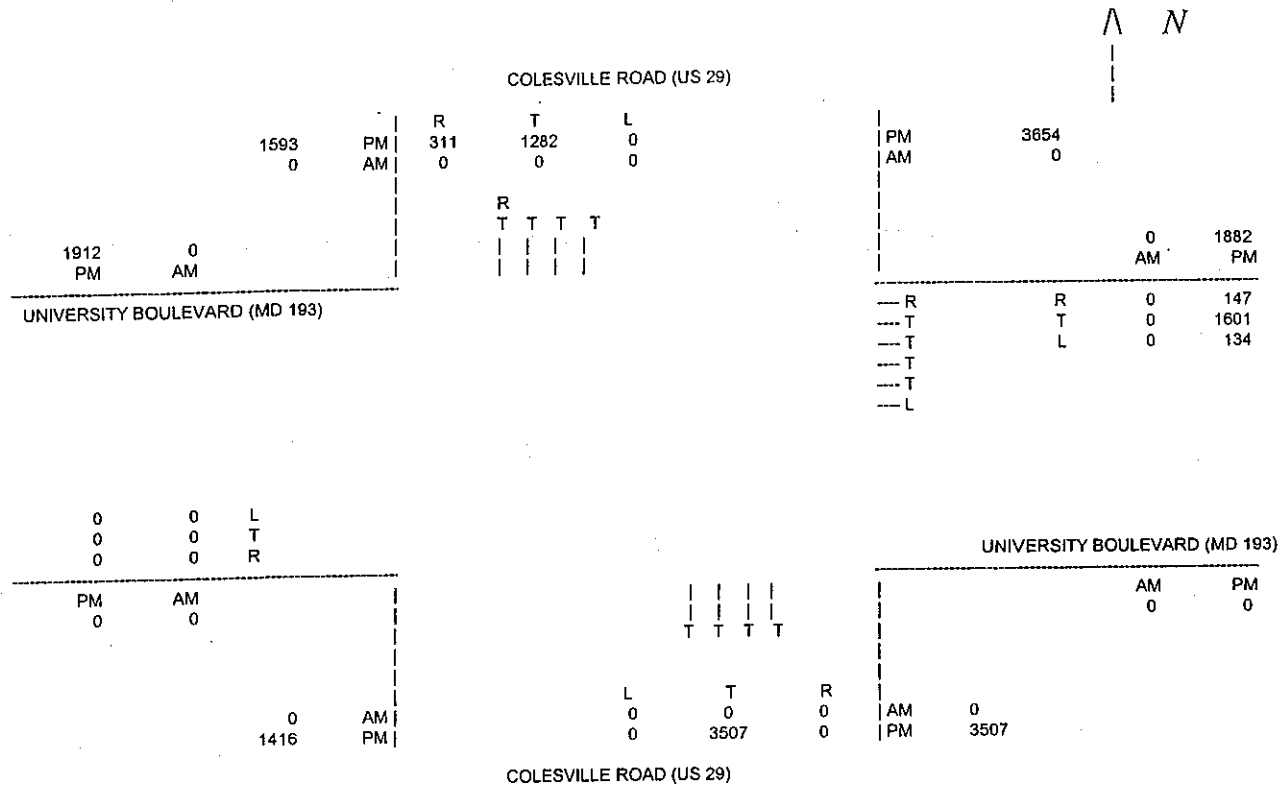 N
COLESVILLE ROAD (US 29)
R T L
1593 PM 311 1282 0 PM 3654
0 AM 0 0 0 AM 0
R
T T T T
1912 0 0 1882
PM AM AM PM
UNIVERSITY BOULEVARD (MD 193) R R 0 147
T T 0 1601
T L 0 134
T
T
L
0 0 L
0 0 T
0 0 R
UNIVERSITY BOULEVARD (MD 193)
PM AM AM PM
0 0 0 0
T T T T
L T R
0 AM 0 0 0 AM 0
1416 PM 0 3507 0 PM 3507
COLESVILLE ROAD (US 29)